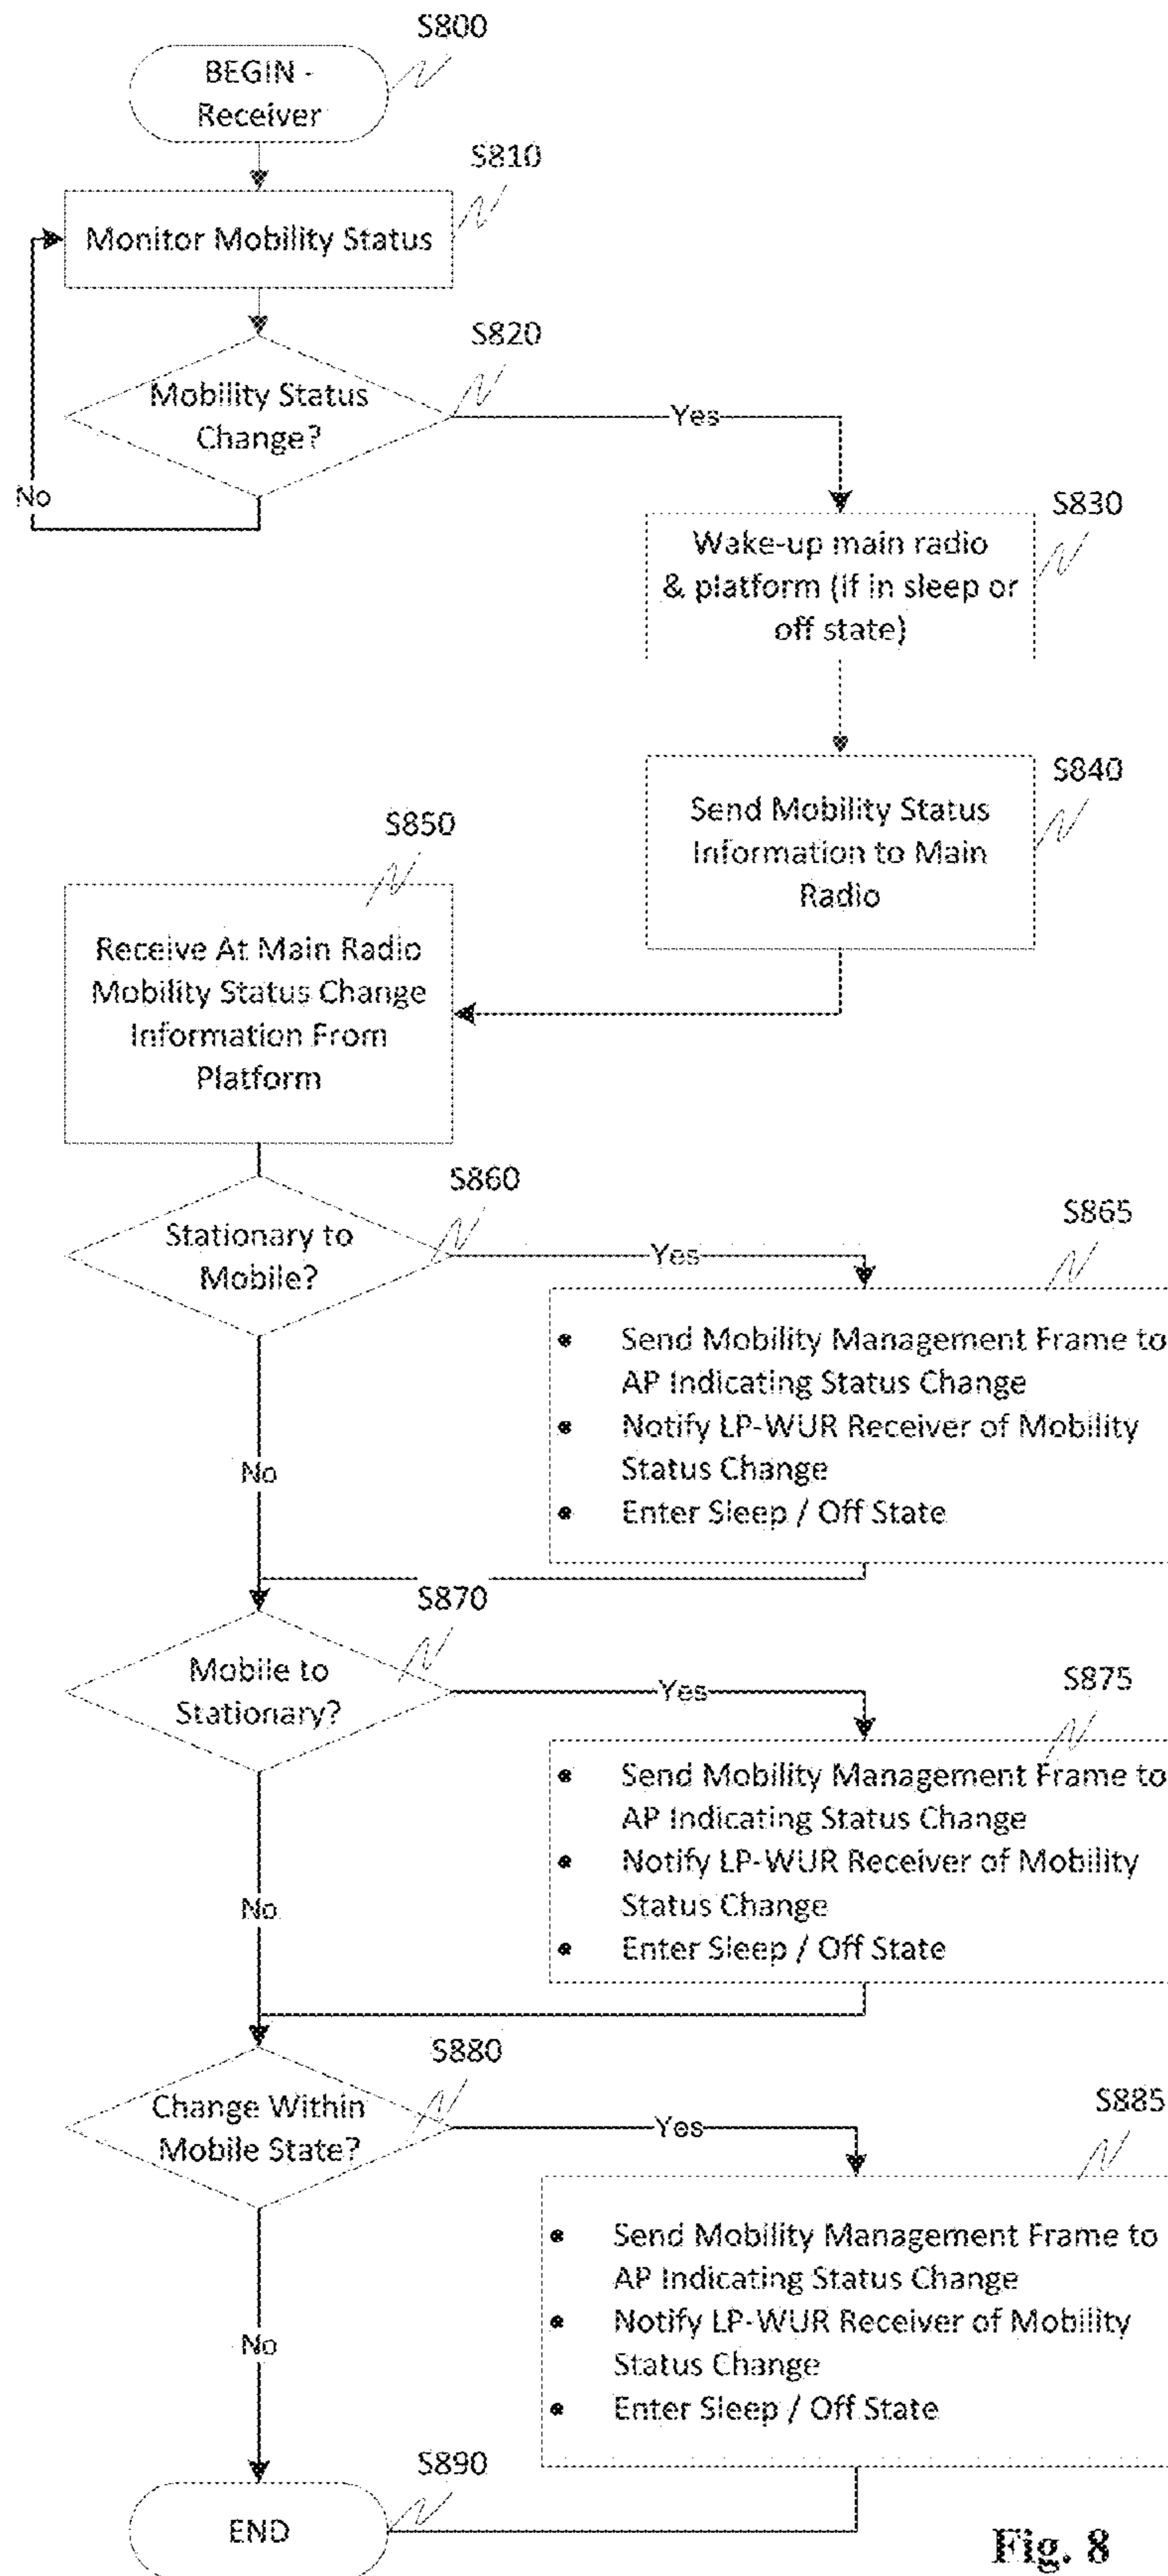 S800
BEGIN -
Receiver
S810
Monitor Mobility Status
S820
Mobility Status
Change?
Yes
No
S830
Wake-up main radio
& platform (if in sleep or
off state)
S840
Send Mobility Status
Information to Main
Radio
S850
Receive At Main Radio
Mobility Status Change
Information From
Platform
S860
Stationary to
Mobile?
Yes
S865
• Send Mobility Management Frame to
AP Indicating Status Change
• Notify LP-WUR Receiver of Mobility
Status Change
• Enter Sleep / Off State
No
S870
Mobile to
Stationary?
Yes
S875
• Send Mobility Management Frame to
AP Indicating Status Change
• Notify LP-WUR Receiver of Mobility
Status Change
• Enter Sleep / Off State
No
S880
Change Within
Mobile State?
Yes
S885
• Send Mobility Management Frame to
AP Indicating Status Change
• Notify LP-WUR Receiver of Mobility
Status Change
• Enter Sleep / Off State
No
S890
END
Fig. 8